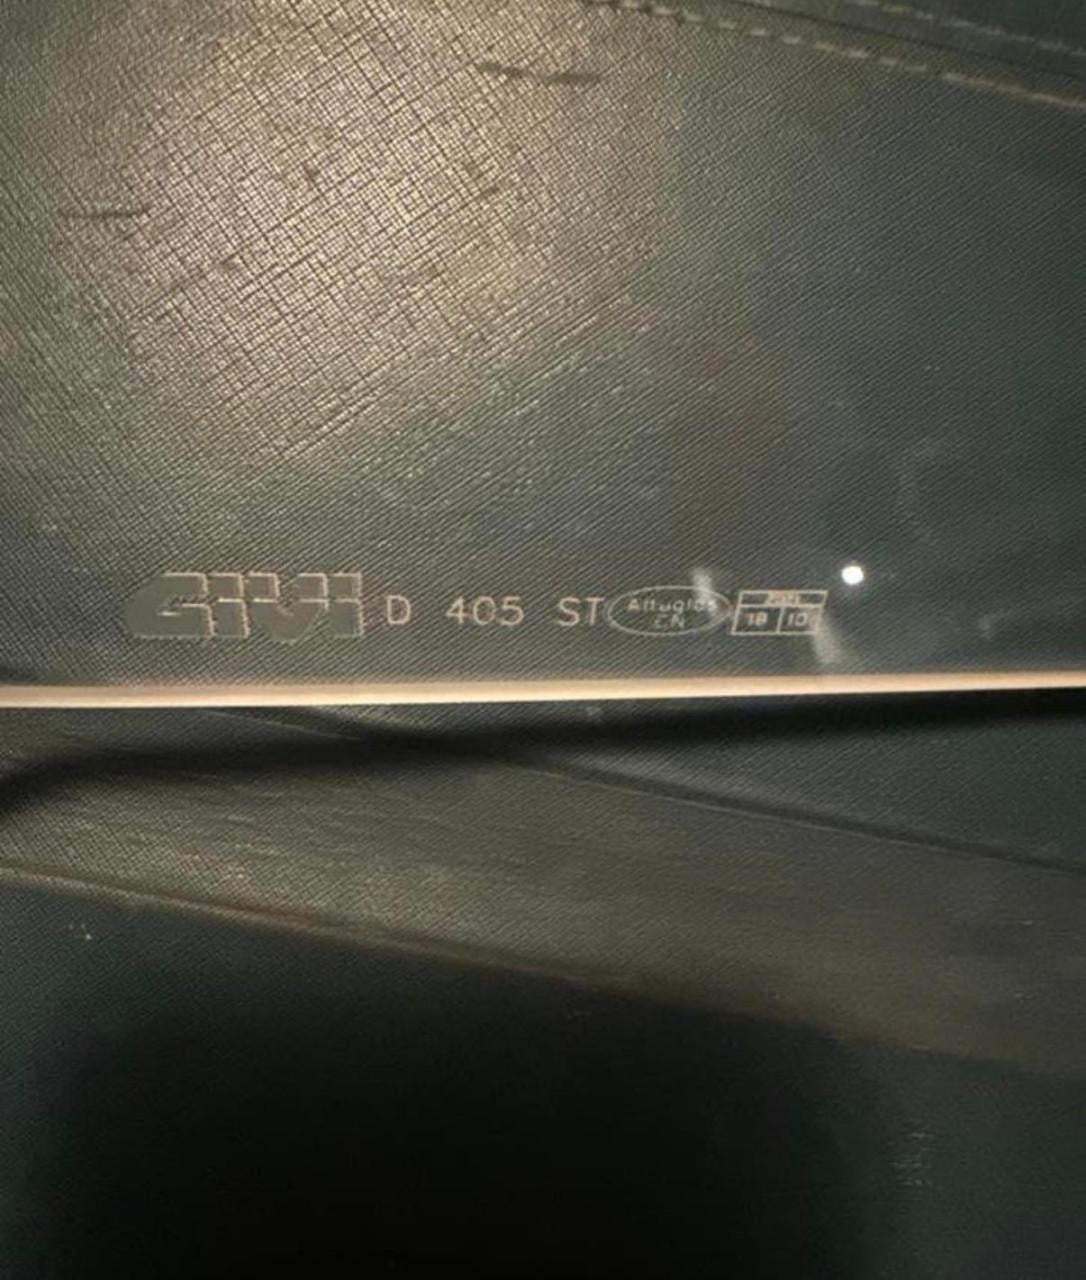 GIVI D 405 ST Altuglas
CN
18 10